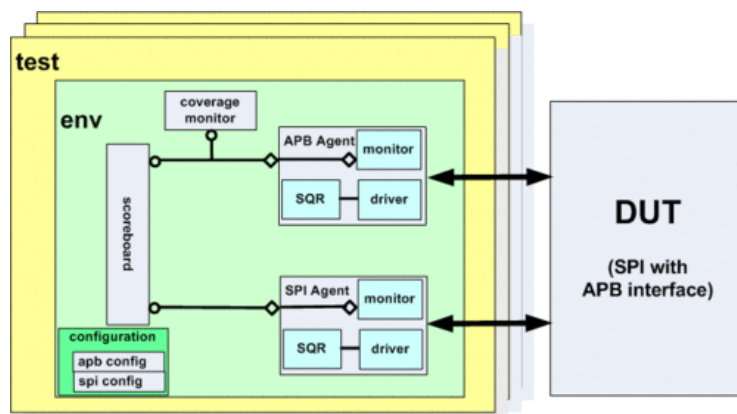 test
env
coverage
monitor
APB Agent
monitor
SQR
driver
scoreboard
SPI Agent
monitor
SQR
driver
configuration
apb config
spi config
DUT
(SPI with
APB interface)